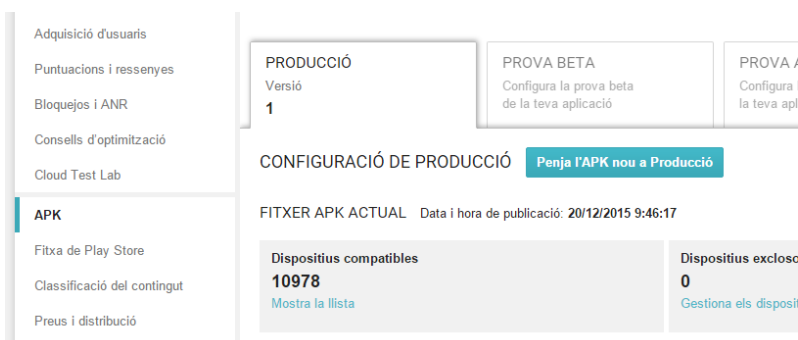 Adquisició d'usuaris
Puntuacions i ressenyes
Bloquejos i ANR
Consells d'optimització
Cloud Test Lab
APK
Fitxa de Play Store
Classificació del contingut
Preus i distribució
PRODUCCIÓ
Versió
1
PROVA BETA
Configura la prova beta
de la teva aplicació
PROVA A
Configura
la teva apl
CONFIGURACIÓ DE PRODUCCIÓ Penja l'APK nou a Producció
FITXER APK ACTUAL Data i hora de publicació: 20/12/2015 9:46:17
Dispositius compatibles
10978
Mostra la llista
Dispositius excloso
0
Gestiona els disposit